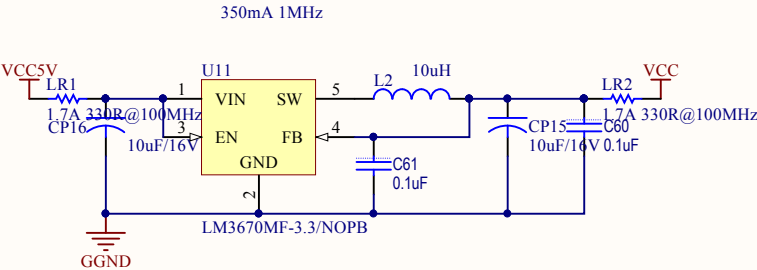 350mA 1MHz
VCC5V
LR1
1.7A 330R@100MHz
CP16
10uF/16V
U11
1
VIN
SW
5
3
EN
FB
4
GND
2
LM3670MF-3.3/NOPB
L2
10uH
C61
0.1uF
CP15
10uF/16V
C60
0.1uF
LR2
1.7A 330R@100MHz
VCC
GGND